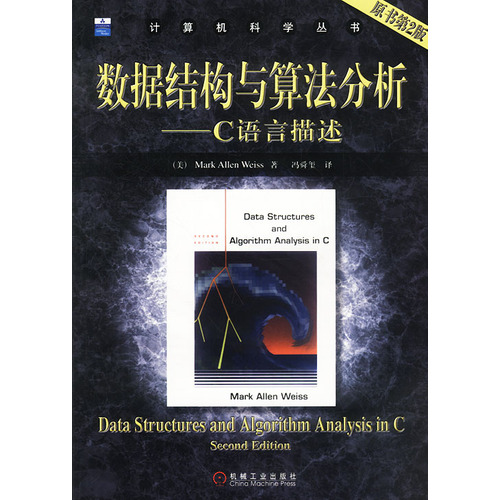 计算机科学丛书
原书第2版
数据结构与算法分析
——C语言描述
(美) Mark Allen Weiss 著 冯舜玺 译
Data Structures
and
Algorithm Analysis in C
SECOND
EDITION
Mark Allen Weiss
Data Structures and Algorithm Analysis in C
Second Edition
机械工业出版社
China Machine Press